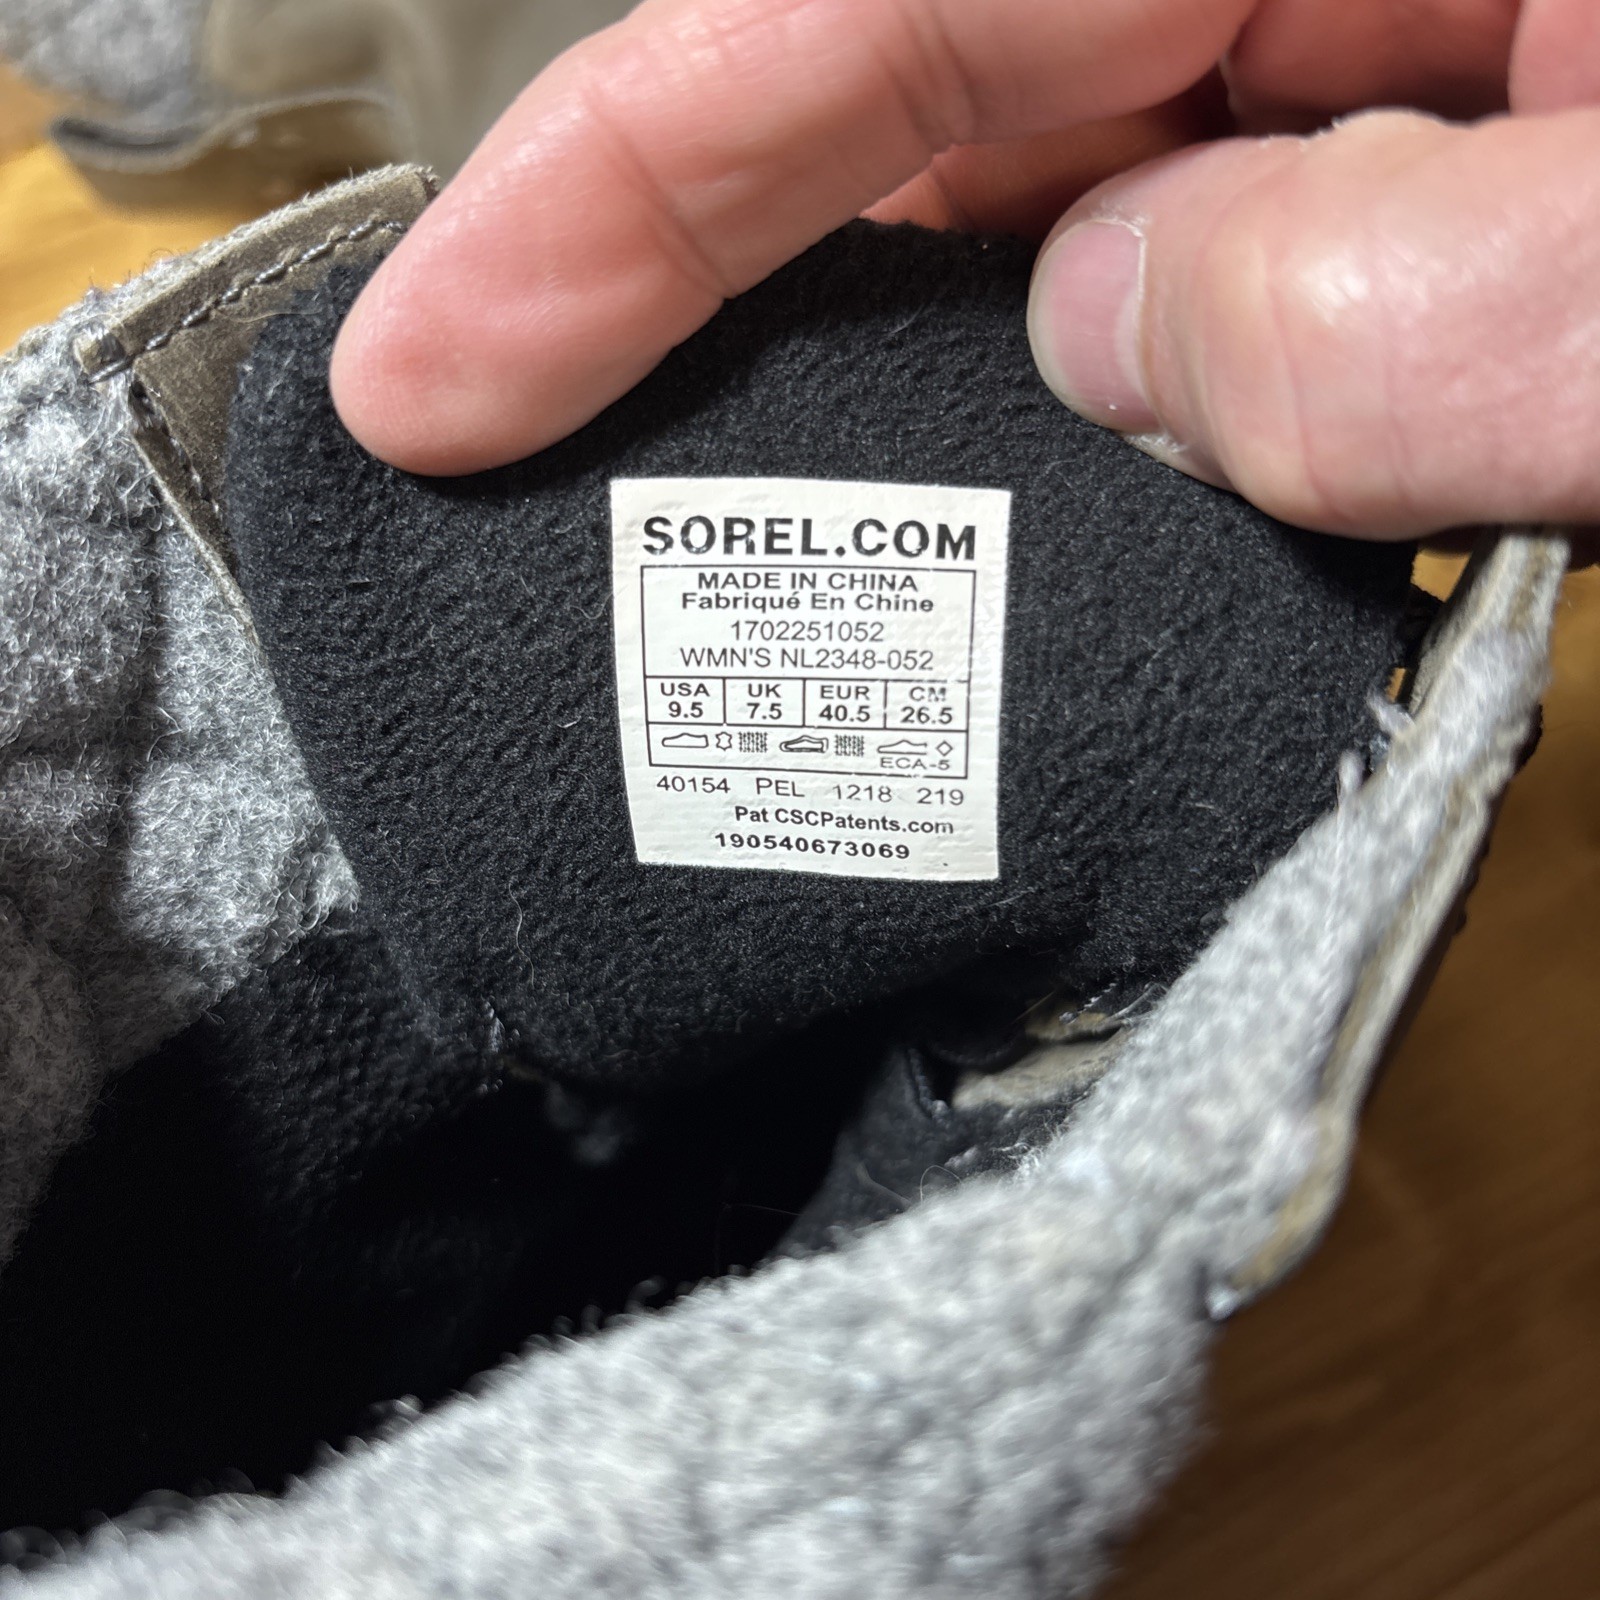 SOREL.COM
MADE IN CHINA
Fabriqué En Chine
1702251052
WMN'S NL2348-052
USA UK EUR CM
9.5 7.5 40.5 26.5
ECA-5
40154 PEL 1218 219
Pat CSCPatents.com
190540673069